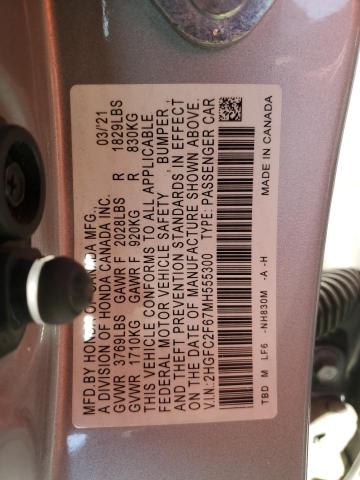 MFD.BY HONDA OF CANADA MFG.,
A DIVISION OF HONDA CANADA INC. 03/'21
GVWR 3769LBS GAWR F 2028LBS R 1829LBS
GVWR 1710KG GAWR F 920KG R 830KG
THIS VEHICLE CONFORMS TO ALL APPLICABLE
FEDERAL MOTOR VEHICLE SAFETY BUMPER,
AND THEFT PREVENTION STANDARDS IN EFFECT
ON THE DATE OF MANUFACTURE SHOWN ABOVE.
V.I.N:2HGFC2F67MH555300 TYPE: PASSENGER CAR
TBD M LF6 -NH830M -A -H MADE IN CANADA